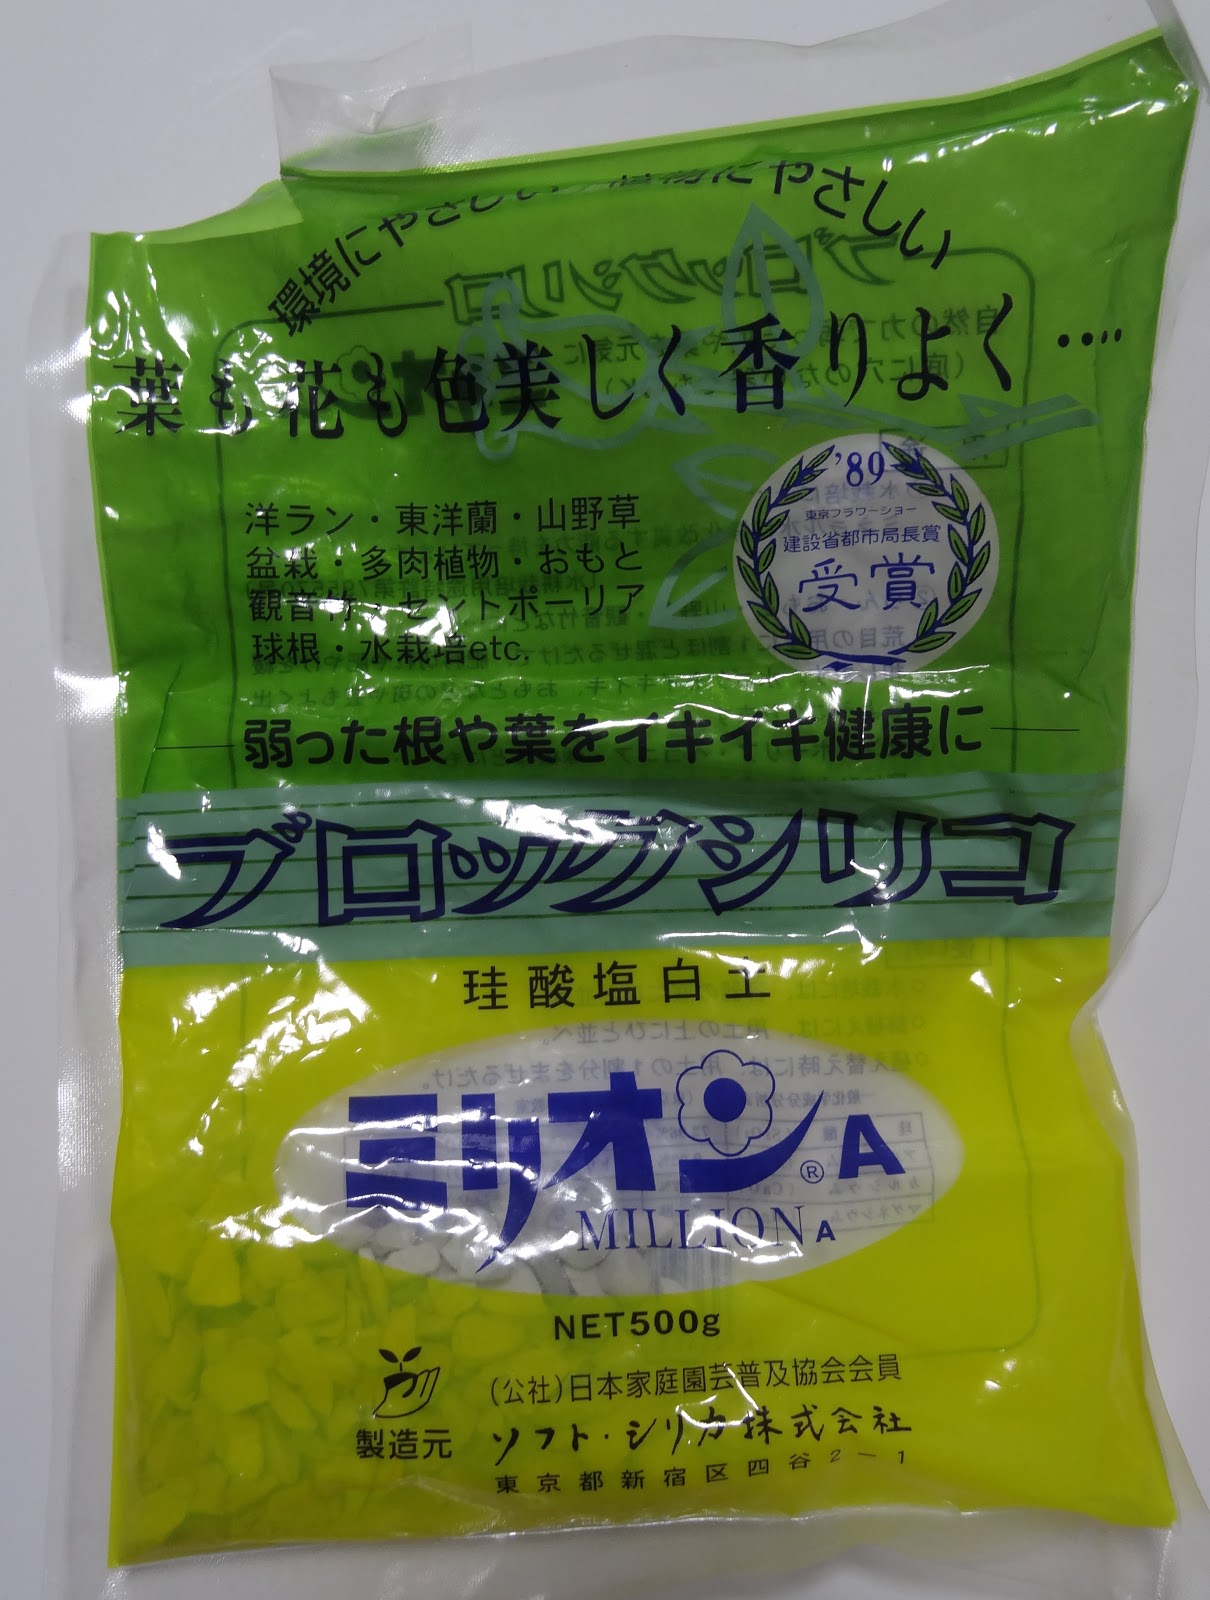 環境にやさしい 植物にやさしい
葉も花も色美しく香りよく‥‥
洋ラン・東洋蘭・山野草
盆栽・多肉植物・おもと
観音竹・セントポーリア
球根・水栽培etc.
'89
東京フラワーショー
建設省都市局長賞
受賞
弱った根や葉をイキイキ健康に
ブロックシリコ
珪酸塩白土
ミリオン®A
MILLION A
NET500g
(公社)日本家庭園芸普及協会会員
製造元 ソフト・シリカ株式会社
東京都新宿区四谷2-1